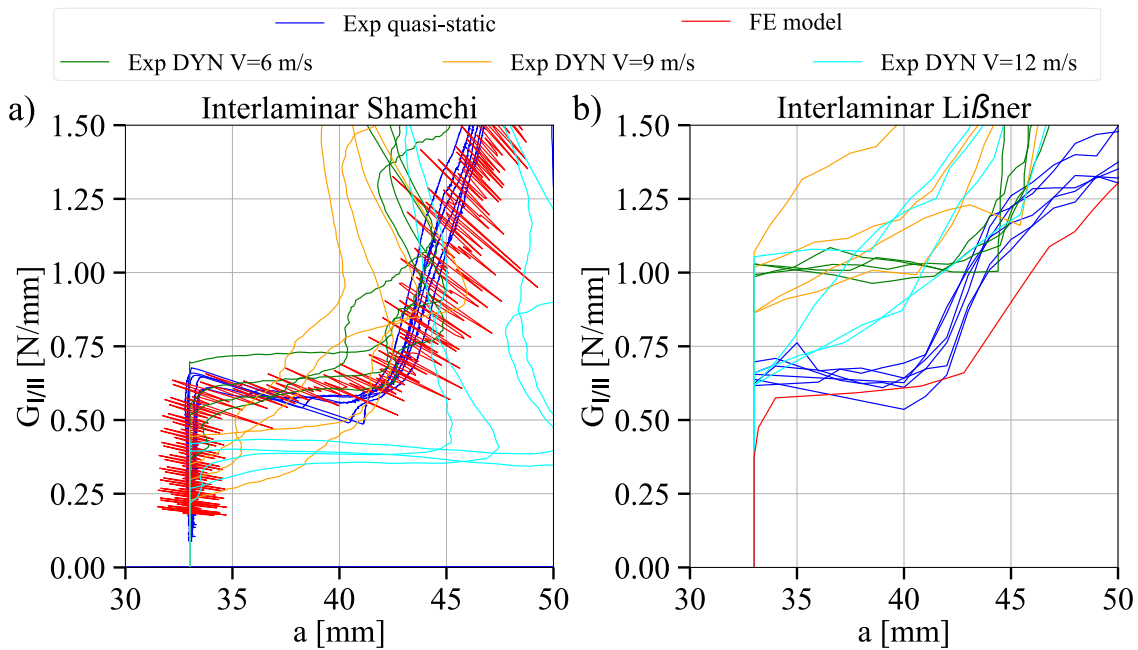 Exp quasi-static FE model
Exp DYN V=6 m/s Exp DYN V=9 m/s Exp DYN V=12 m/s
a) Interlaminar Shamchi b) Interlaminar Lißner
1.50 1.50
1.25 1.25
1.00 1.00
0.75 0.75
0.50 0.50
0.25 0.25
0.00 0.00
G_I/II [N/mm] G_I/II [N/mm]
30 35 40 45 50 30 35 40 45 50
a [mm] a [mm]